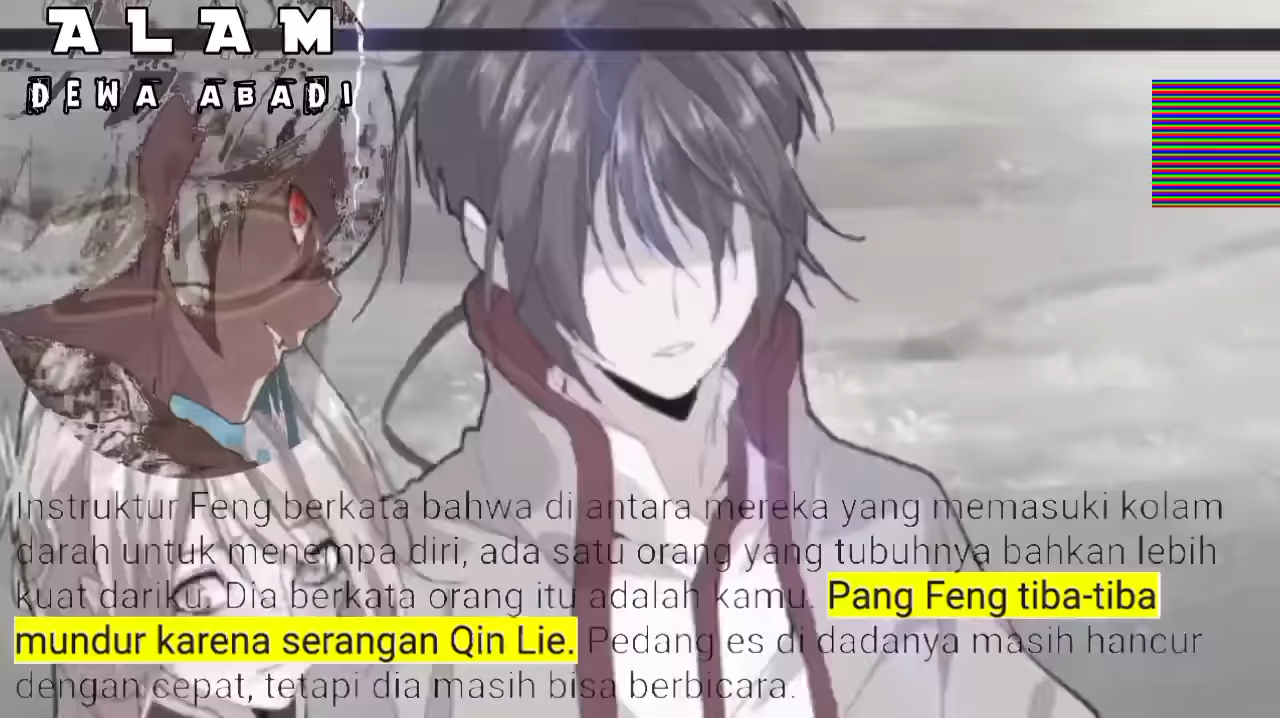 ALAM
DEWA ABADI
Instruktur Feng berkata bahwa di antara mereka yang memasuki kolam
darah untuk menempa diri, ada satu orang yang tubuhnya bahkan lebih
kuat dariku. Dia berkata orang itu adalah kamu. Pang Feng tiba-tiba
mundur karena serangan Qin Lie. Pedang es di dadanya masih hancur
dengan cepat, tetapi dia masih bisa berbicara.